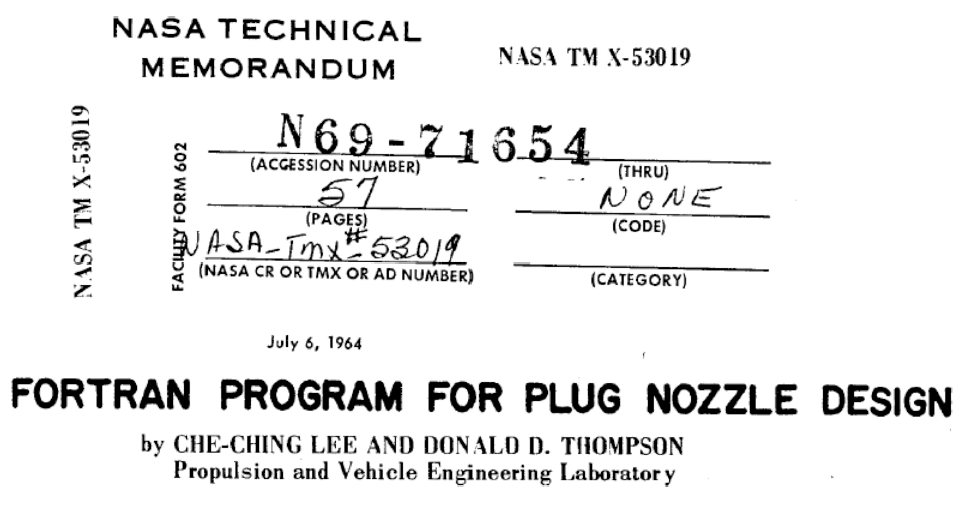 NASA TECHNICAL
MEMORANDUM
NASA TM X-53019
NASA TM X-53019
FACILITY FORM 602
N69-71654
(ACCESSION NUMBER)
(THRU)
57
NONE
(PAGES)
(CODE)
NASA-Tmx-#53019
(NASA CR OR TMX OR AD NUMBER)
(CATEGORY)
July 6, 1964
FORTRAN PROGRAM FOR PLUG NOZZLE DESIGN
by CHE-CHING LEE AND DONALD D. THOMPSON
Propulsion and Vehicle Engineering Laboratory